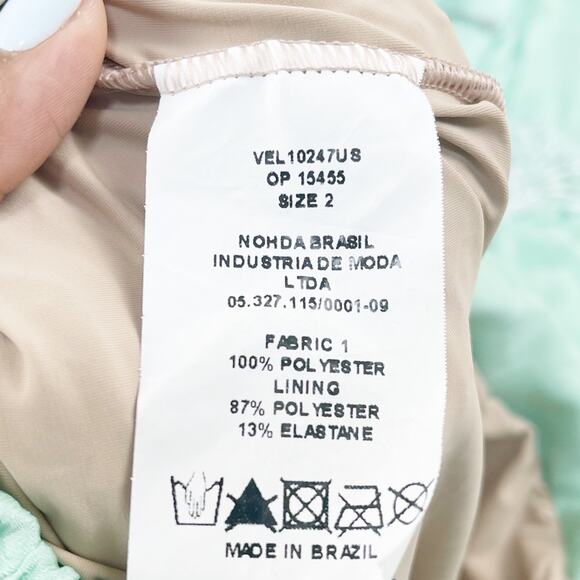 VEL10247US
OP 15455
SIZE 2
NOHDA BRASIL
INDUSTRIA DE MODA
LTDA
05.327.115/0001-09
FABRIC 1
100% POLYESTER
LINING
87% POLYESTER
13% ELASTANE
MADE IN BRAZIL